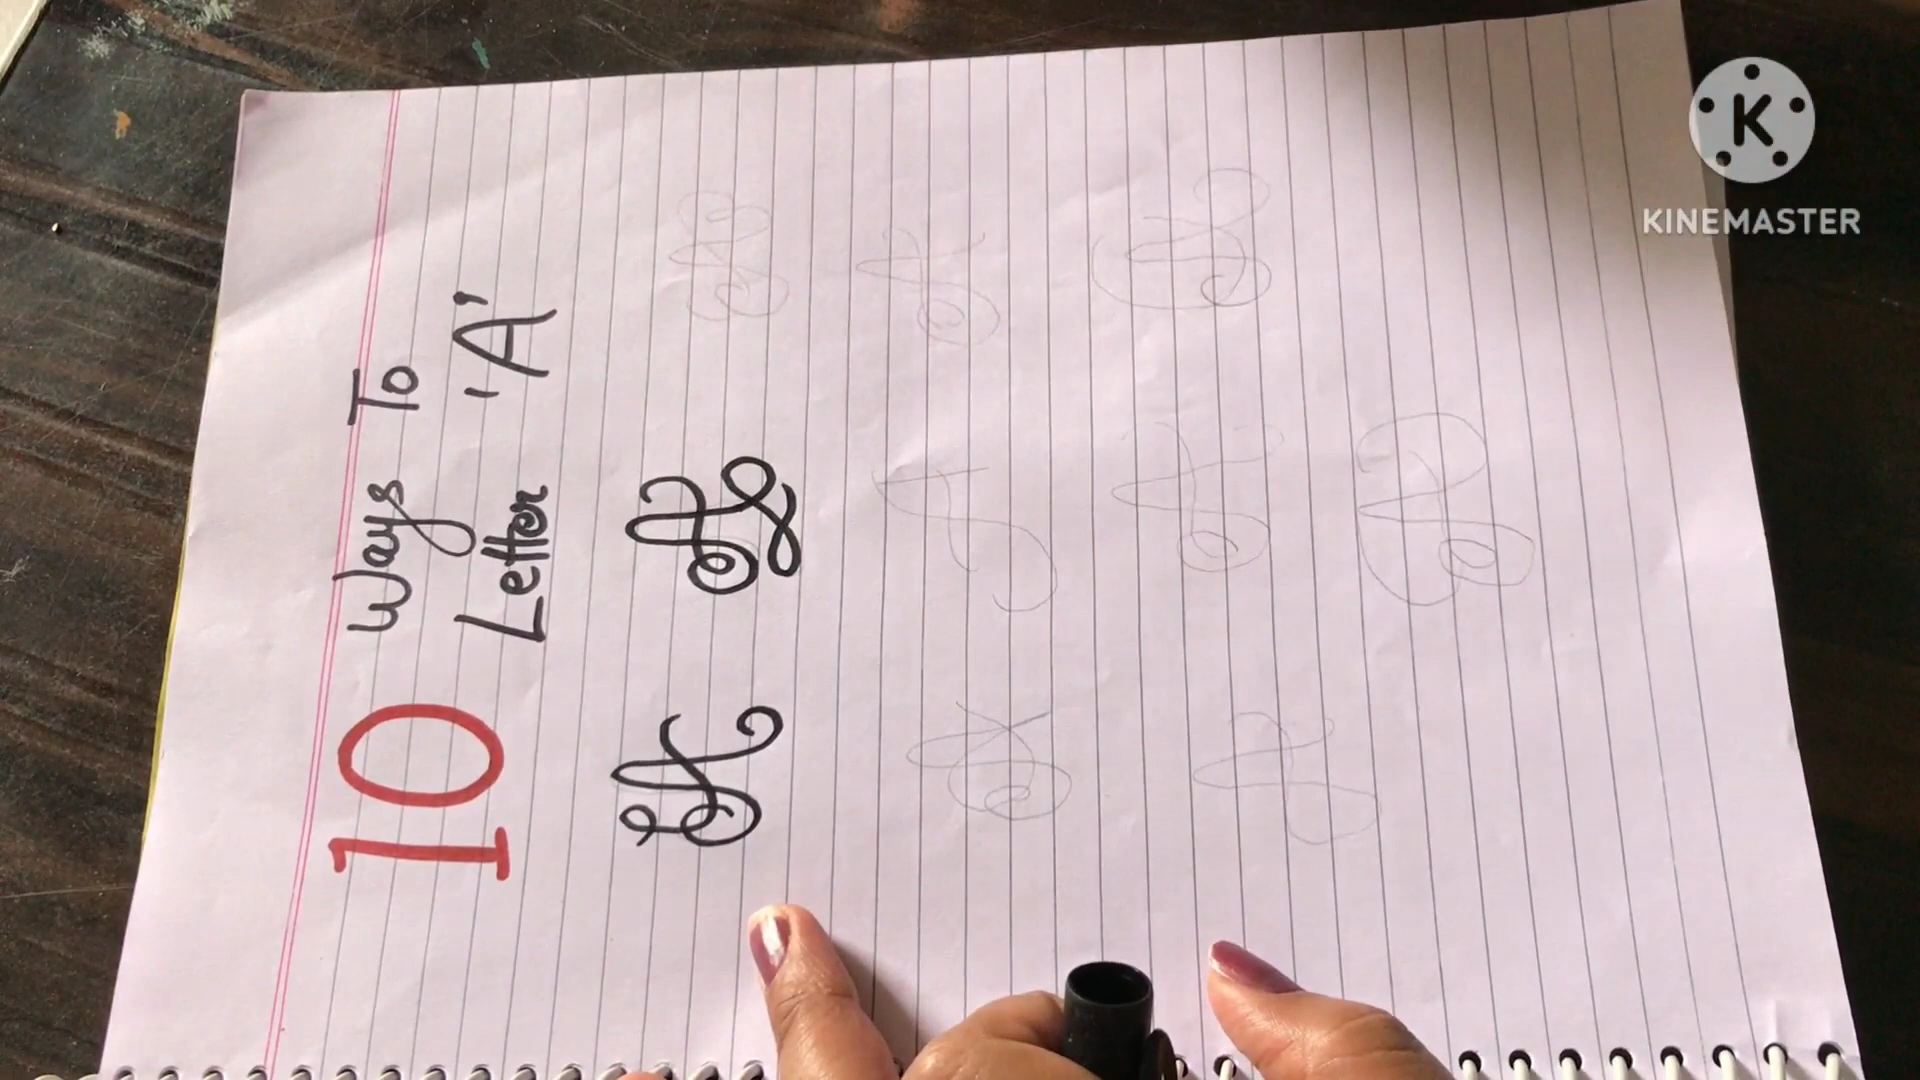 10 Ways To
Letter 'A'
A A
A A A
A A A
A A
K
KINEMASTER